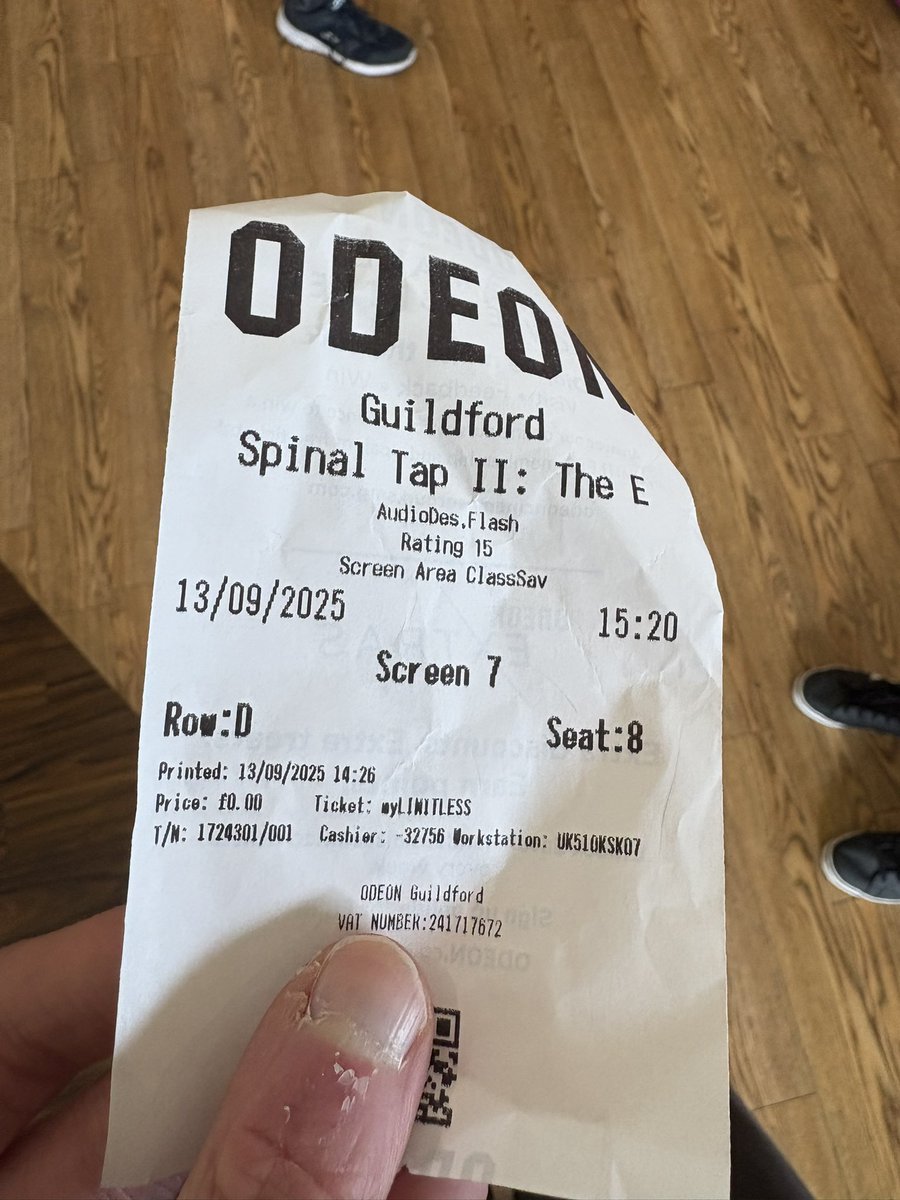 ODEON
Guildford
Spinal Tap II: The E
AudioDes,Flash
Rating 15
Screen Area ClassSav
13/09/2025 15:20
Screen 7
Row:D Seat:8
Printed: 13/09/2025 14:26
Price: £0.00 Ticket: myLIMITLESS
T/N: 1724301/001 Cashier: -32756 Workstation: UK510KSK07
ODEON Guildford
VAT NUMBER:241717672